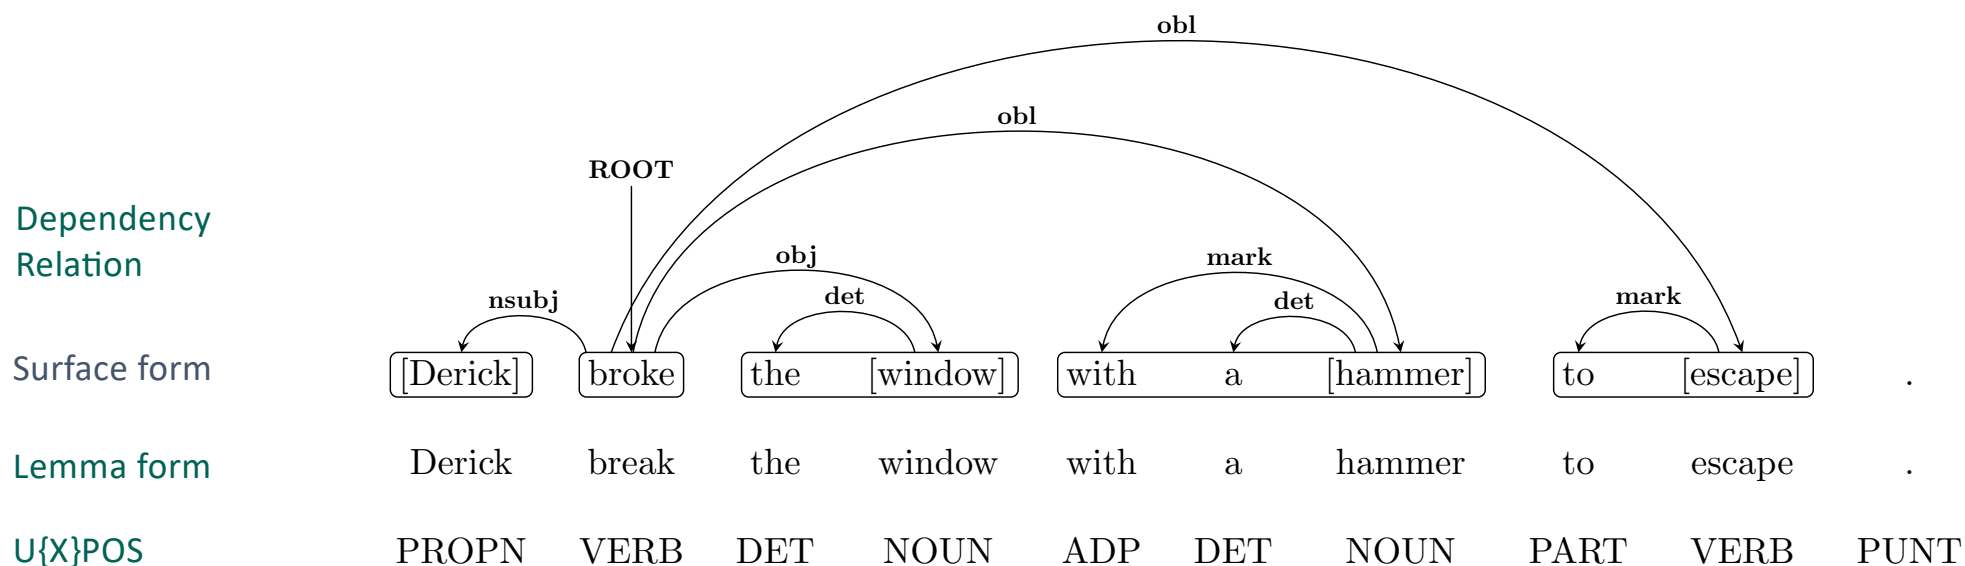 obl
obl
ROOT
Dependency
Relation
obj
mark
nsubj
det
det
mark
Surface form [Derick] broke the [window] with a [hammer] to [escape] .
Lemma form Derick break the window with a hammer to escape .
U{X}POS PROPN VERB DET NOUN ADP DET NOUN PART VERB PUNT